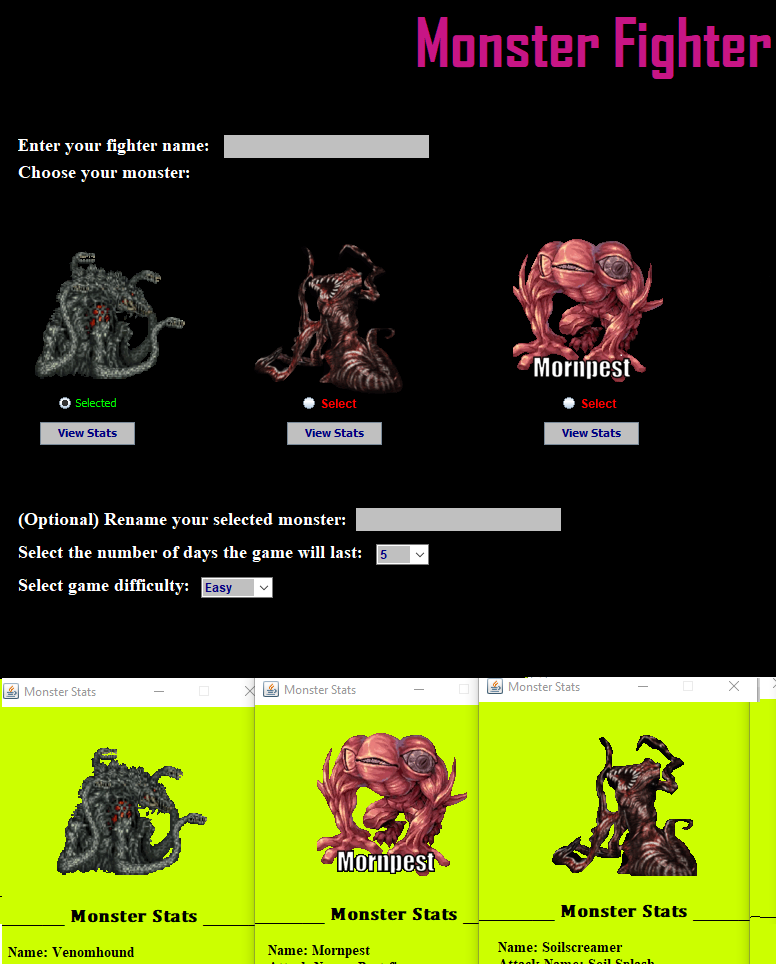 Monster Fighter
Enter your fighter name:
Choose your monster:
Mornpest
Selected
Select
Select
View Stats
View Stats
View Stats
(Optional) Rename your selected monster:
Select the number of days the game will last: 5
Select game difficulty: Easy
Monster Stats
Monster Stats
Monster Stats
Mornpest
Monster Stats
Monster Stats
Monster Stats
Name: Venomhound
Name: Mornpest
Name: Soilscreamer
Attack Name: Soil Splash